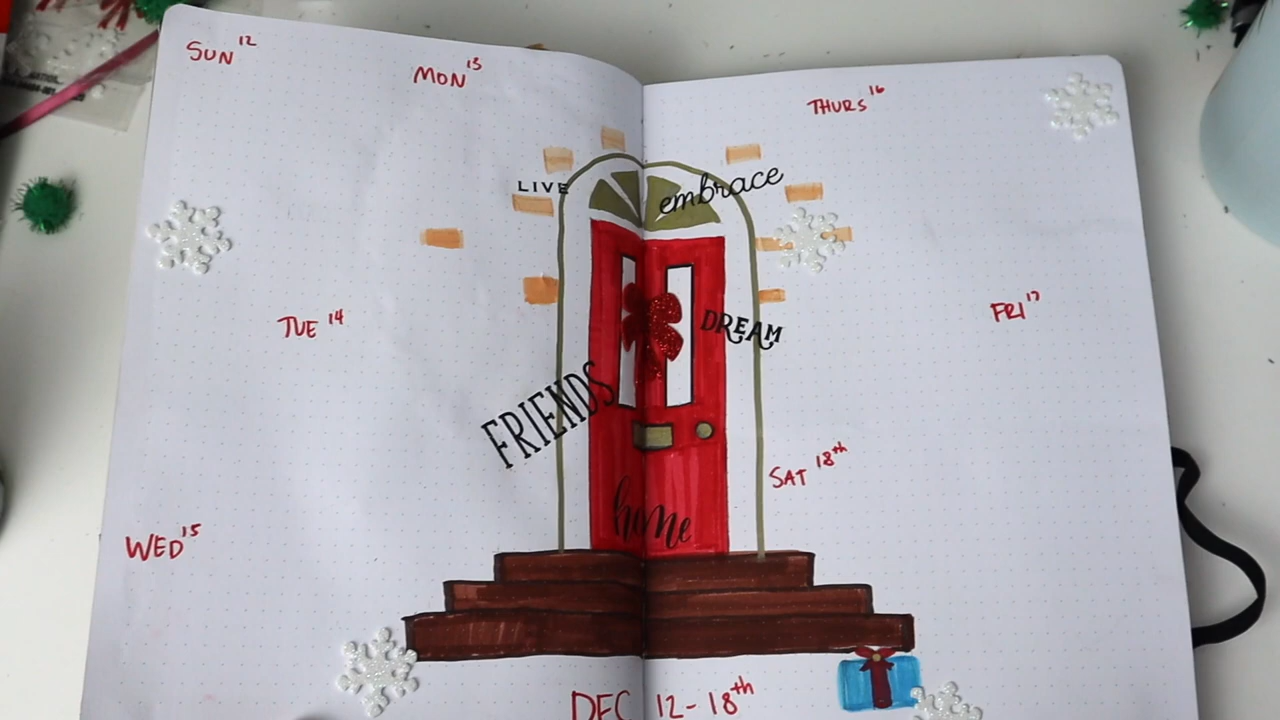 SUN 12
MON 13
TUE 14
WED 15
THURS 16
FRI 17
SAT 18th
LIVE
embrace
DREAM
FRIENDS
home
DEC 12-18th